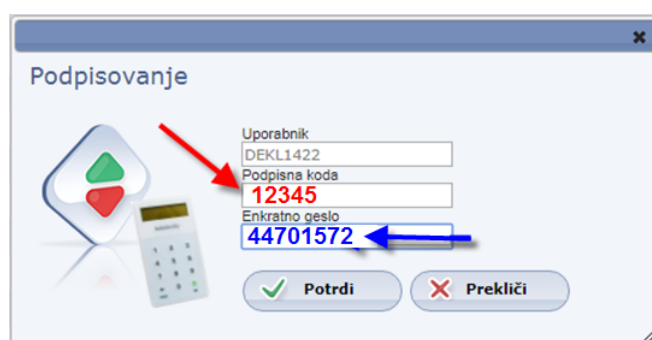 Podpisovanje
Uporabnik
DEKL1422
Podpisna koda
12345
Enkratno geslo
44701572
Potrdi
Prekliči